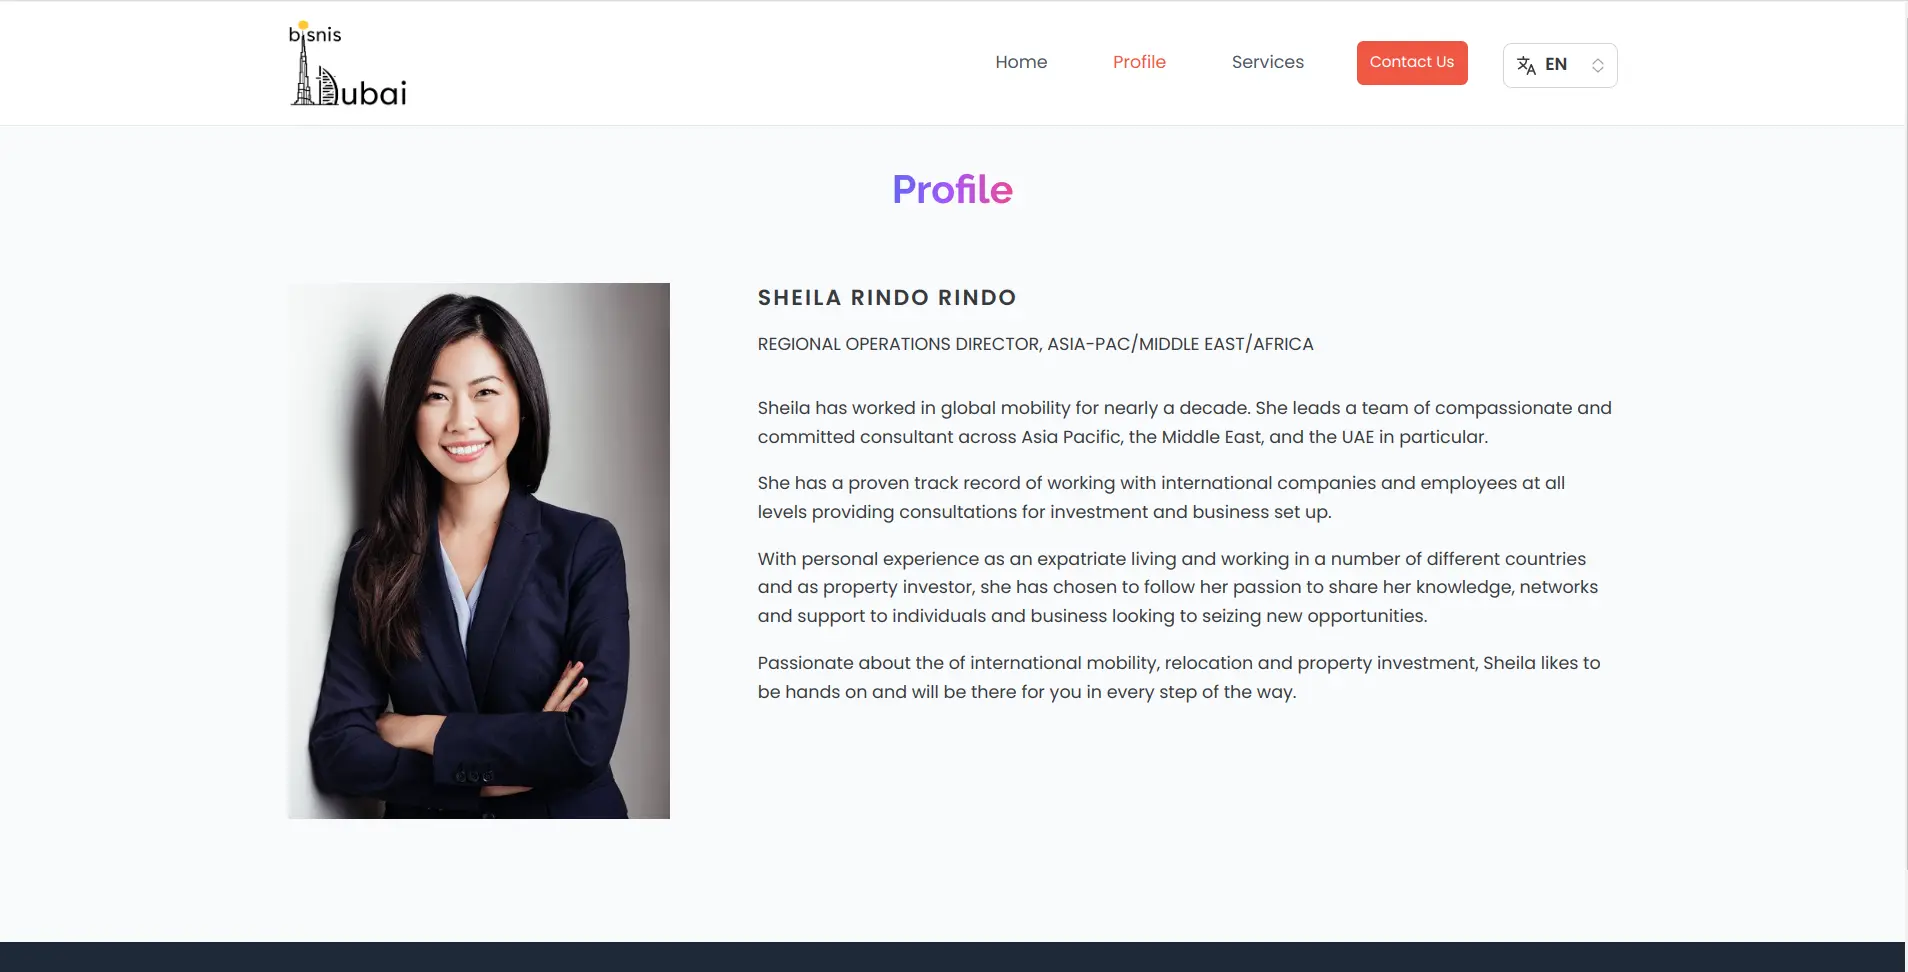 bisnis
Dubai
Home
Profile
Services
Contact Us
EN
Profile
SHEILA RINDO RINDO
REGIONAL OPERATIONS DIRECTOR, ASIA-PAC/MIDDLE EAST/AFRICA
Sheila has worked in global mobility for nearly a decade. She leads a team of compassionate and
committed consultant across Asia Pacific, the Middle East, and the UAE in particular.
She has a proven track record of working with international companies and employees at all
levels providing consultations for investment and business set up.
With personal experience as an expatriate living and working in a number of different countries
and as property investor, she has chosen to follow her passion to share her knowledge, networks
and support to individuals and business looking to seizing new opportunities.
Passionate about the of international mobility, relocation and property investment, Sheila likes to
be hands on and will be there for you in every step of the way.